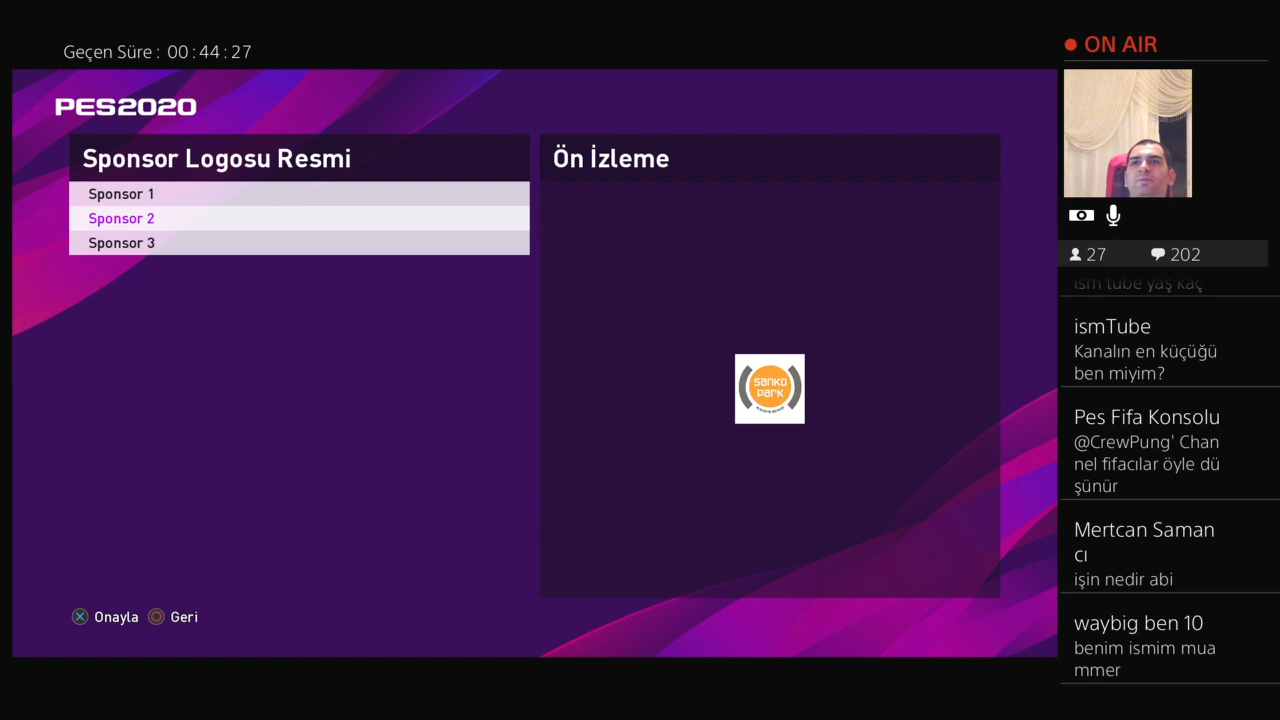 Geçen Süre : 00:44:27
ON AIR
PES2020
Sponsor Logosu Resmi
Sponsor 1
Sponsor 2
Sponsor 3
Ön İzleme
sanko
park
Onayla
Geri
27
202
ism tube yaş kaç
ismTube
Kanalın en küçüğü
ben miyim?
Pes Fifa Konsolu
@CrewPung' Chan
nel fifacılar öyle dü
şünür
Mertcan Saman
cı
işin nedir abi
waybig ben 10
benim ismim mua
mmer